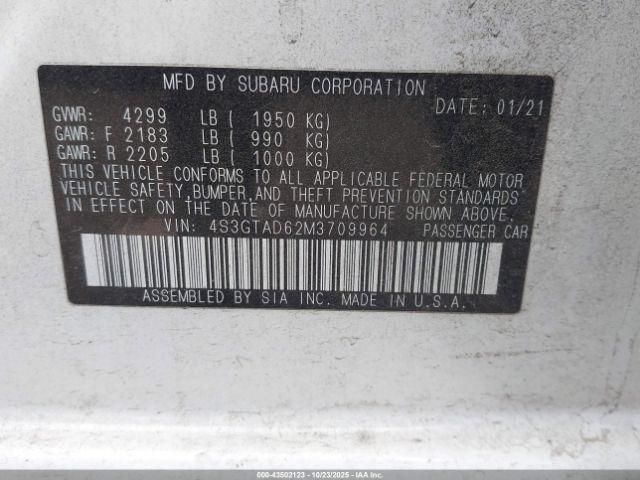 MFD BY SUBARU CORPORATION
DATE: 01/21
GVWR: 4299 LB ( 1950 KG)
GAWR: F 2183 LB ( 990 KG)
GAWR: R 2205 LB ( 1000 KG)
THIS VEHICLE CONFORMS TO ALL APPLICABLE FEDERAL MOTOR
VEHICLE SAFETY,BUMPER,AND THEFT PREVENTION STANDARDS
IN EFFECT ON THE DATE OF MANUFACTURE SHOWN ABOVE.
VIN: 4S3GTAD62M3709964 PASSENGER CAR
ASSEMBLED BY SIA INC. MADE IN U.S.A.
000-43502123 - 10/23/2025 - IAAI.com